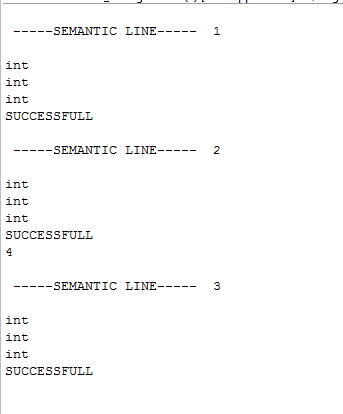 -----SEMANTIC LINE----- 1
int
int
int
SUCCESSFULL
-----SEMANTIC LINE----- 2
int
int
int
SUCCESSFULL
4
-----SEMANTIC LINE----- 3
int
int
int
SUCCESSFULL